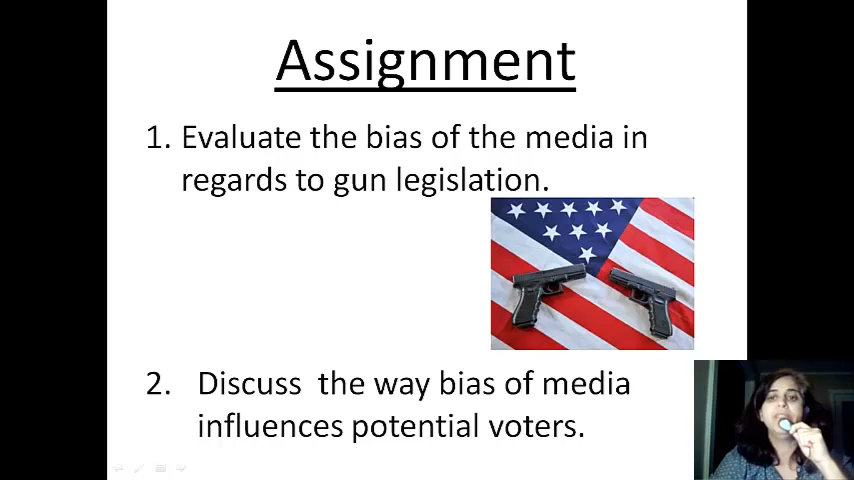 Assignment
1. Evaluate the bias of the media in
regards to gun legislation.
2. Discuss the way bias of media
influences potential voters.